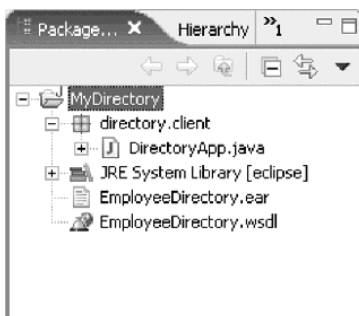 Package... Hierarchy »1
MyDirectory
directory.client
DirectoryApp.java
JRE System Library [eclipse]
EmployeeDirectory.ear
EmployeeDirectory.wsdl